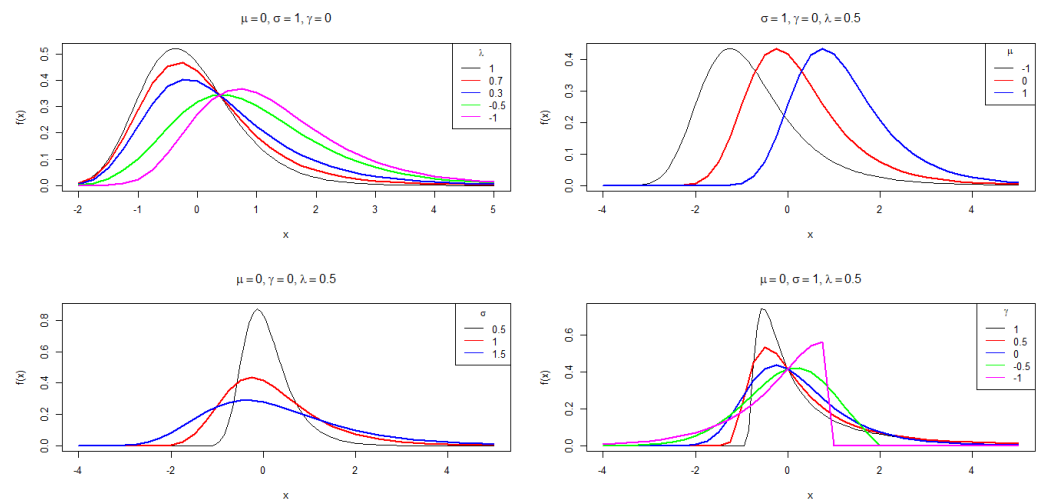 μ = 0, σ = 1, γ = 0
f(x)
0.0 0.1 0.2 0.3 0.4 0.5
-2 -1 0 1 2 3 4 5
x
λ
1
0.7
0.3
-0.5
-1
σ = 1, γ = 0, λ = 0.5
f(x)
0.0 0.1 0.2 0.3 0.4
-4 -2 0 2 4
x
μ
-1
0
1
μ = 0, γ = 0, λ = 0.5
f(x)
0.0 0.2 0.4 0.6 0.8
-4 -2 0 2 4
x
σ
0.5
1
1.5
μ = 0, σ = 1, λ = 0.5
f(x)
0.0 0.2 0.4 0.6
-4 -2 0 2 4
x
γ
1
0.5
0
-0.5
-1